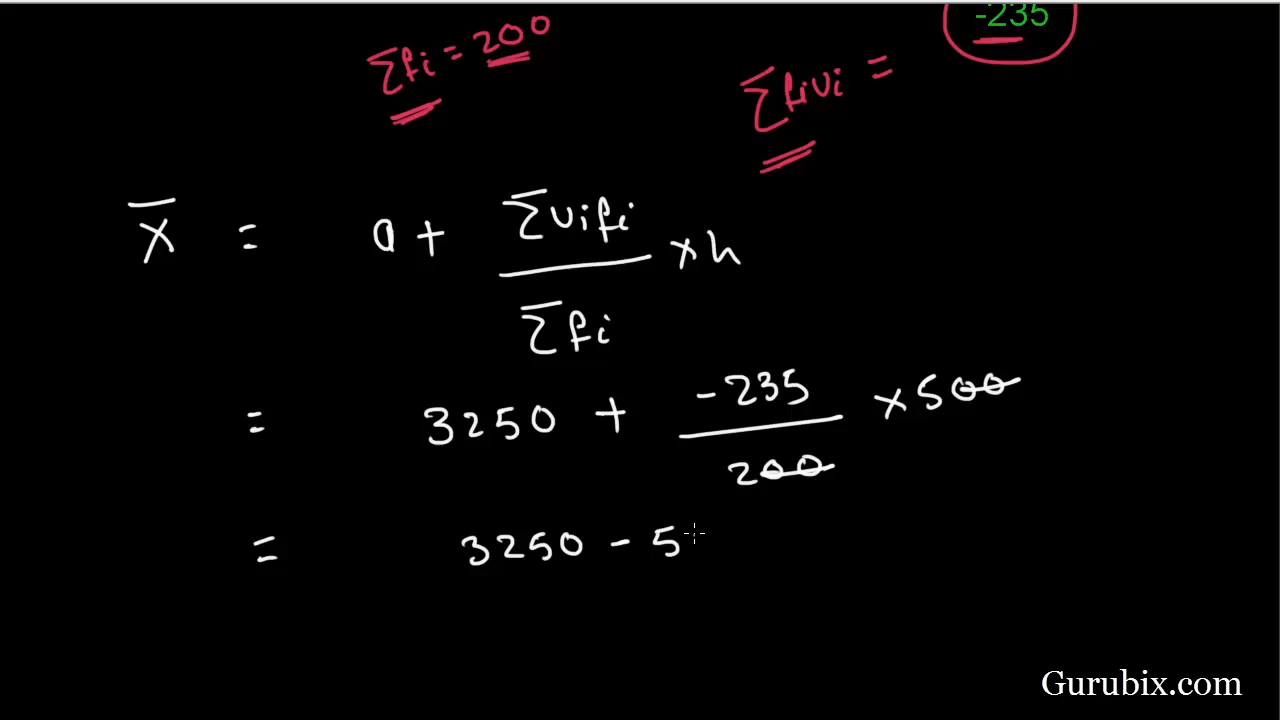 -235
Σfi = 200
Σfiui =
X̄ = a + Σuifi / Σfi × h
= 3250 + -235 / 200 × 500
= 3250 - 5
Gurubix.com